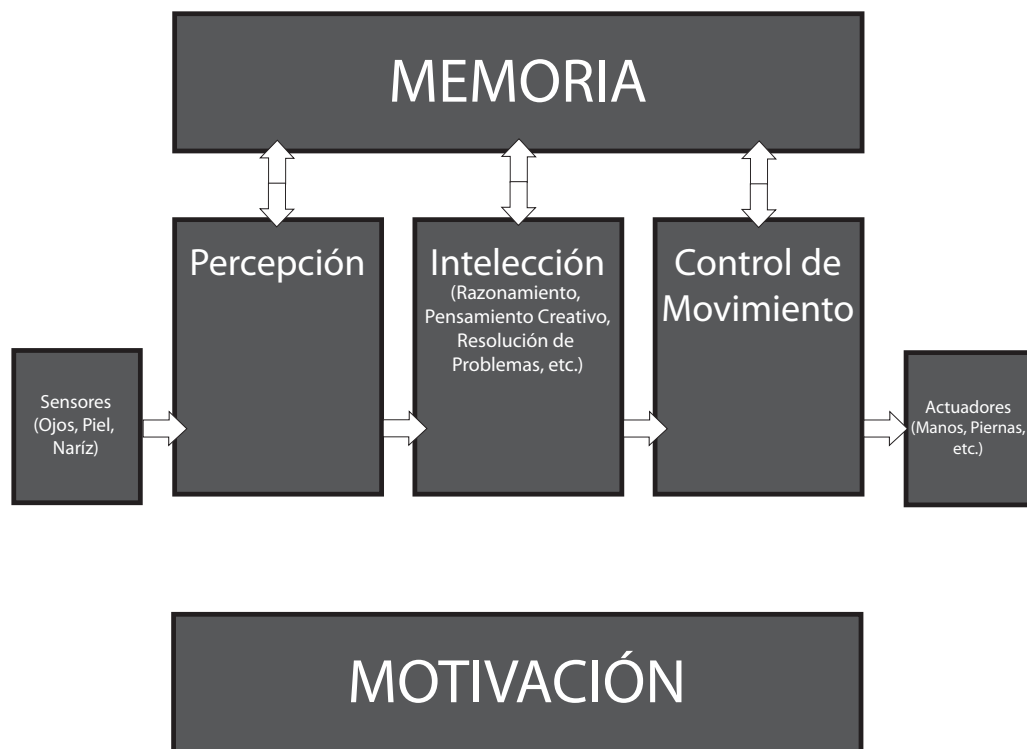 MEMORIA
Percepción
Intelección
(Razonamiento,
Pensamiento Creativo,
Resolución de
Problemas, etc.)
Control de
Movimiento
Sensores
(Ojos, Piel,
Naríz)
Actuadores
(Manos, Piernas,
etc.)
MOTIVACIÓN